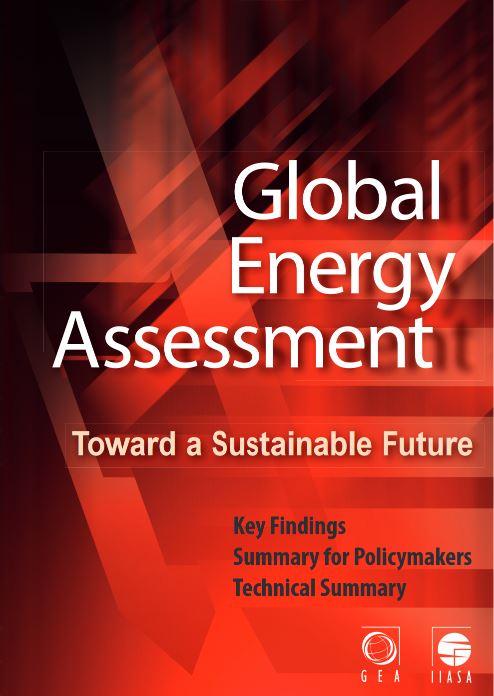 Global
Energy
Assessment
Toward a Sustainable Future
Key Findings
Summary for Policymakers
Technical Summary
GEA
IIASA